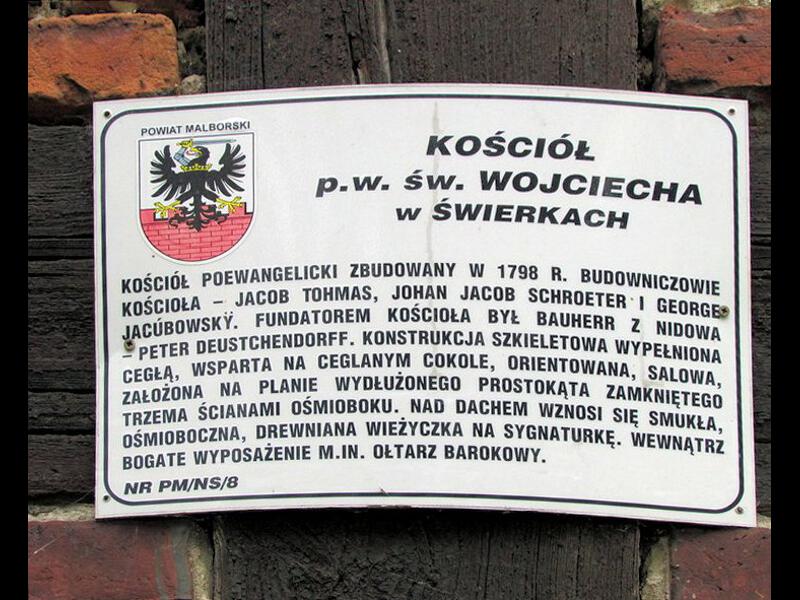 POWIAT MALBORSKI
KOŚCIÓŁ
p.w. św. WOJCIECHA
w ŚWIERKACH
KOŚCIÓŁ POEWANGELICKI ZBUDOWANY W 1798 R. BUDOWNICZOWIE
KOŚCIOŁA – JACOB TOHMAS, JOHAN JACOB SCHROETER I GEORGE
JACÚBOWSKÝ. FUNDATOREM KOŚCIOŁA BYŁ BAUHERR Z NIDOWA
– PETER DEUSTCHENDORFF. KONSTRUKCJA SZKIELETOWA WYPEŁNIONA
CEGŁĄ, WSPARTA NA CEGLANYM COKOLE, ORIENTOWANA, SALOWA,
ZAŁOŻONA NA PLANIE WYDŁUŻONEGO PROSTOKĄTA ZAMKNIĘTEGO
TRZEMA ŚCIANAMI OŚMIOBOKU. NAD DACHEM WZNOSI SIĘ SMUKŁA,
OŚMIOBOCZNA, DREWNIANA WIEŻYCZKA NA SYGNATURKĘ. WEWNĄTRZ
BOGATE WYPOSAŻENIE M.IN. OŁTARZ BAROKOWY.
NR PM/NS/8